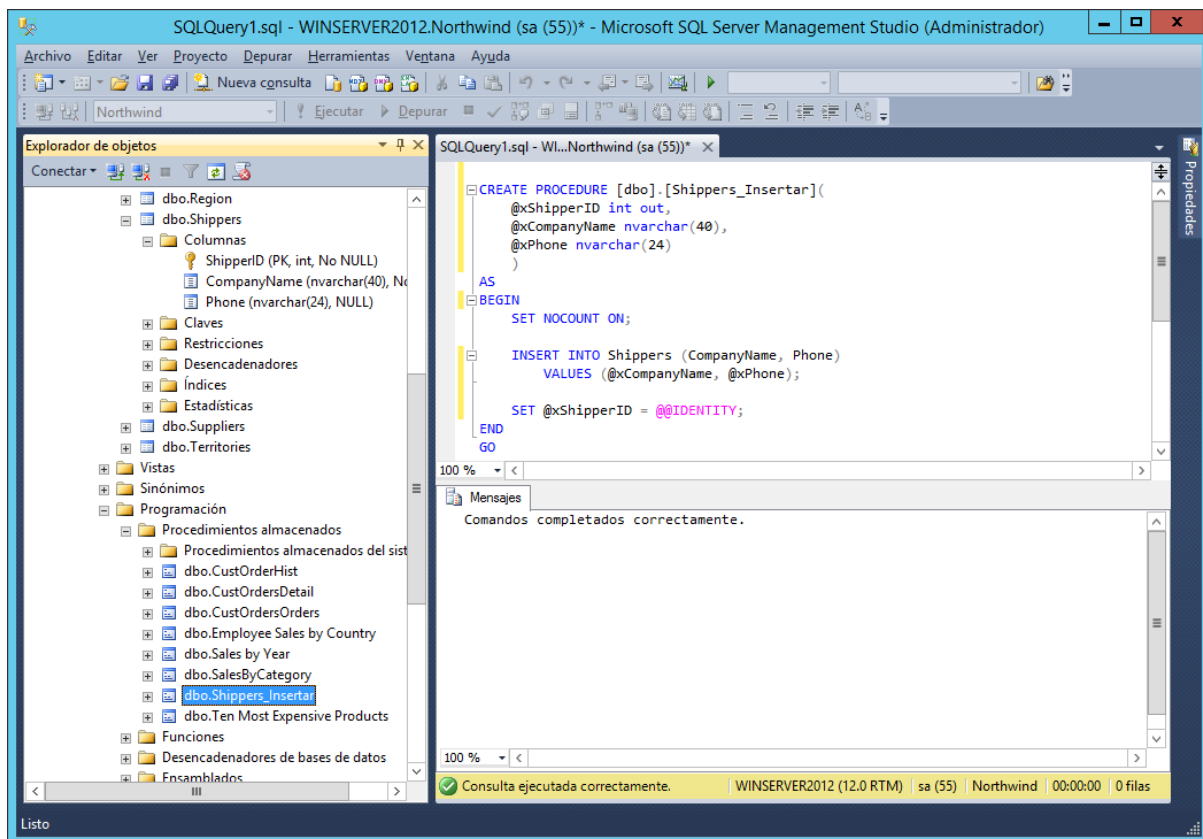 SQLQuery1.sql - WINSERVER2012.Northwind (sa (55))* - Microsoft SQL Server Management Studio (Administrador)
Archivo Editar Ver Proyecto Depurar Herramientas Ventana Ayuda
Nueva consulta
Northwind Ejecutar Depurar
Explorador de objetos
Conectar
dbo.Region
dbo.Shippers
Columnas
ShipperID (PK, int, No NULL)
CompanyName (nvarchar(40), No
Phone (nvarchar(24), NULL)
Claves
Restricciones
Desencadenadores
Índices
Estadísticas
dbo.Suppliers
dbo.Territories
Vistas
Sinónimos
Programación
Procedimientos almacenados
Procedimientos almacenados del sist
dbo.CustOrderHist
dbo.CustOrdersDetail
dbo.CustOrdersOrders
dbo.Employee Sales by Country
dbo.Sales by Year
dbo.SalesByCategory
dbo.Shippers_Insertar
dbo.Ten Most Expensive Products
Funciones
Desencadenadores de bases de datos
Ensamblados
SQLQuery1.sql - WI...Northwind (sa (55))*
CREATE PROCEDURE [dbo].[Shippers_Insertar](
@xShipperID int out,
@xCompanyName nvarchar(40),
@xPhone nvarchar(24)
)
AS
BEGIN
SET NOCOUNT ON;
INSERT INTO Shippers (CompanyName, Phone)
VALUES (@xCompanyName, @xPhone);
SET @xShipperID = @@IDENTITY;
END
GO
100 %
Mensajes
Comandos completados correctamente.
100 %
Consulta ejecutada correctamente. WINSERVER2012 (12.0 RTM) sa (55) Northwind 00:00:00 0 filas
Propiedades
Listo